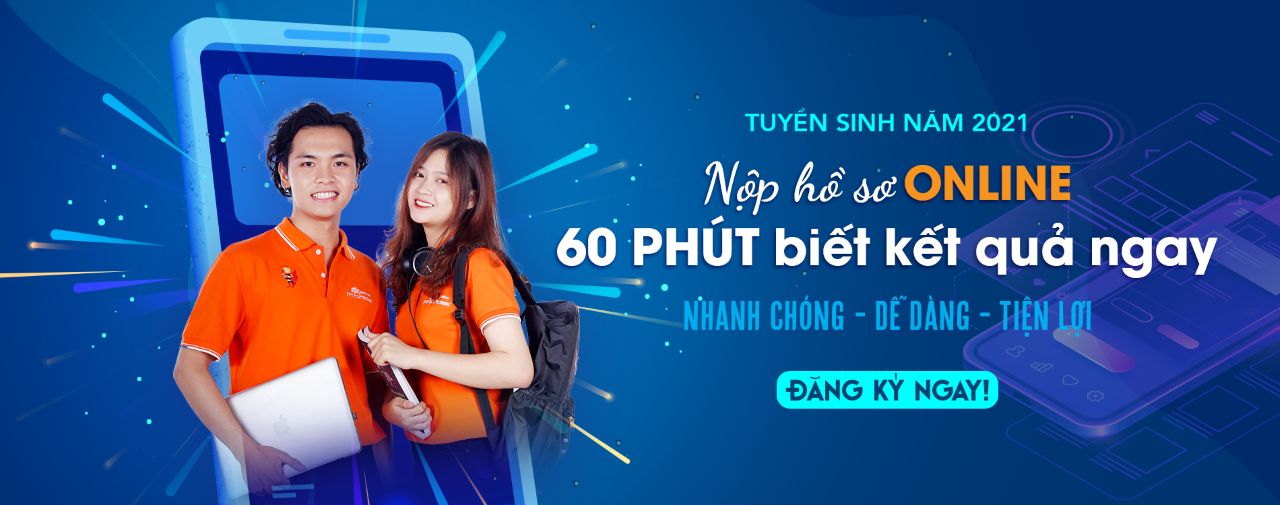 TUYỂN SINH NĂM 2021
Nộp hồ sơ ONLINE
60 PHÚT biết kết quả ngay
NHANH CHÓNG - DỄ DÀNG - TIỆN LỢI
ĐĂNG KÝ NGAY!